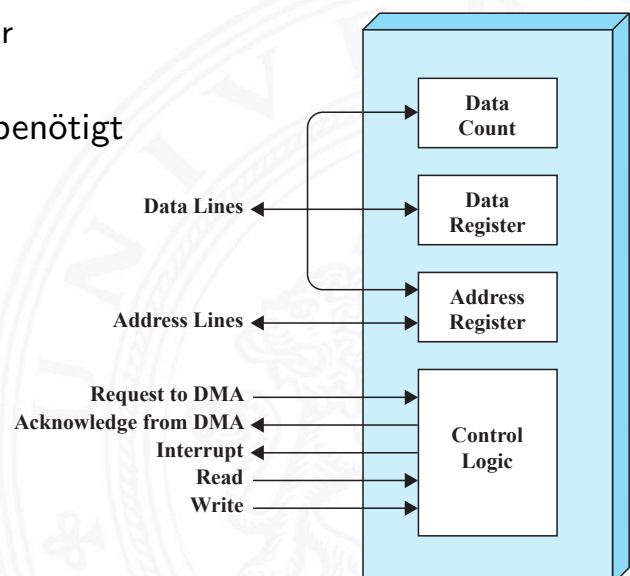 r
benötigt
Data
Count
Data Lines
Data
Register
Address
Register
Address Lines
Request to DMA
Acknowledge from DMA
Interrupt
Read
Write
Control
Logic